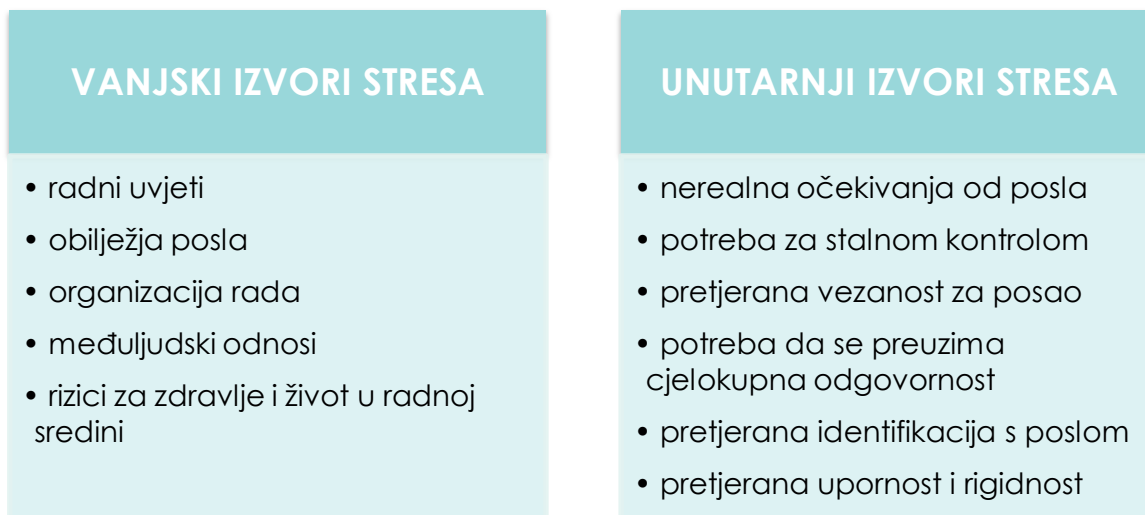 VANJSKI IZVORI STRESA
• radni uvjeti
• obilježja posla
• organizacija rada
• međuljudski odnosi
• rizici za zdravlje i život u radnoj
sredini
UNUTARNJI IZVORI STRESA
• nerealna očekivanja od posla
• potreba za stalnom kontrolom
• pretjerana vezanost za posao
• potreba da se preuzima
cjelokupna odgovornost
• pretjerana identifikacija s poslom
• pretjerana upornost i rigidnost